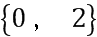 {0 , 2}